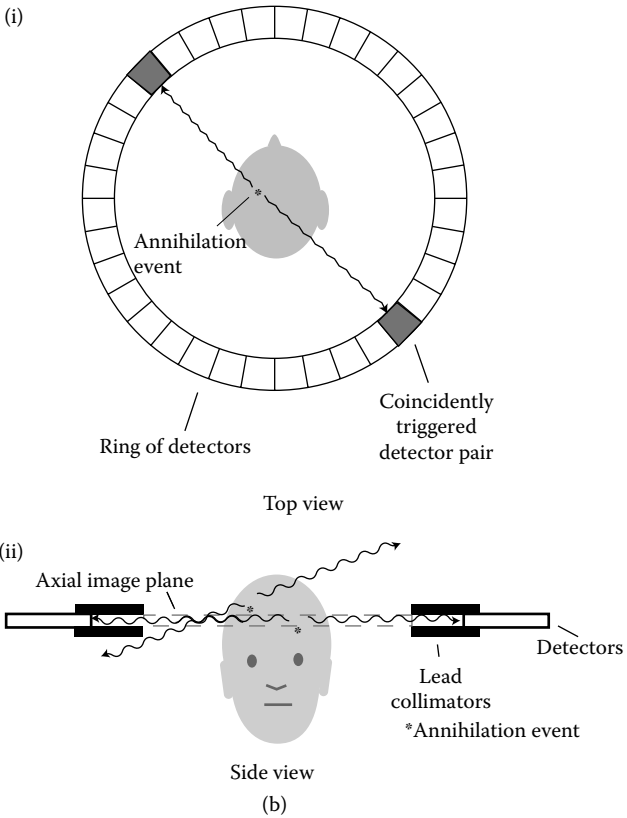 (i)
Annihilation
event
Ring of detectors
Coincidently
triggered
detector pair
Top view
(ii)
Axial image plane
Detectors
Lead
collimators
*Annihilation event
Side view
(b)